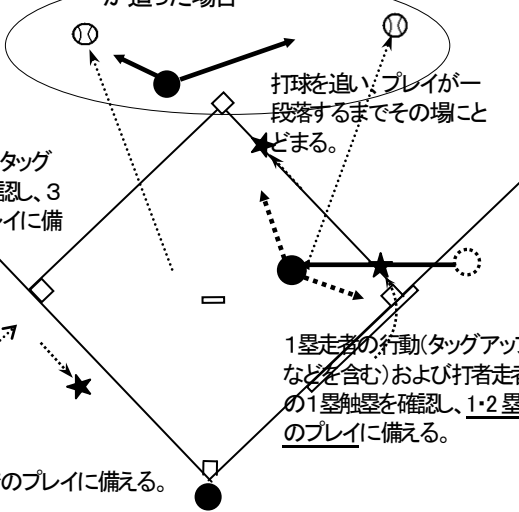 が追った場合
打球を追い、プレイが一
段落するまでその場にと
どまる。
タッグ
認し、3
レイに備
1塁走者の行動(タッグアップ
などを含む)および打者走者
の1塁触塁を確認し、1・2 塁
のプレイに備える。
のプレイに備える。